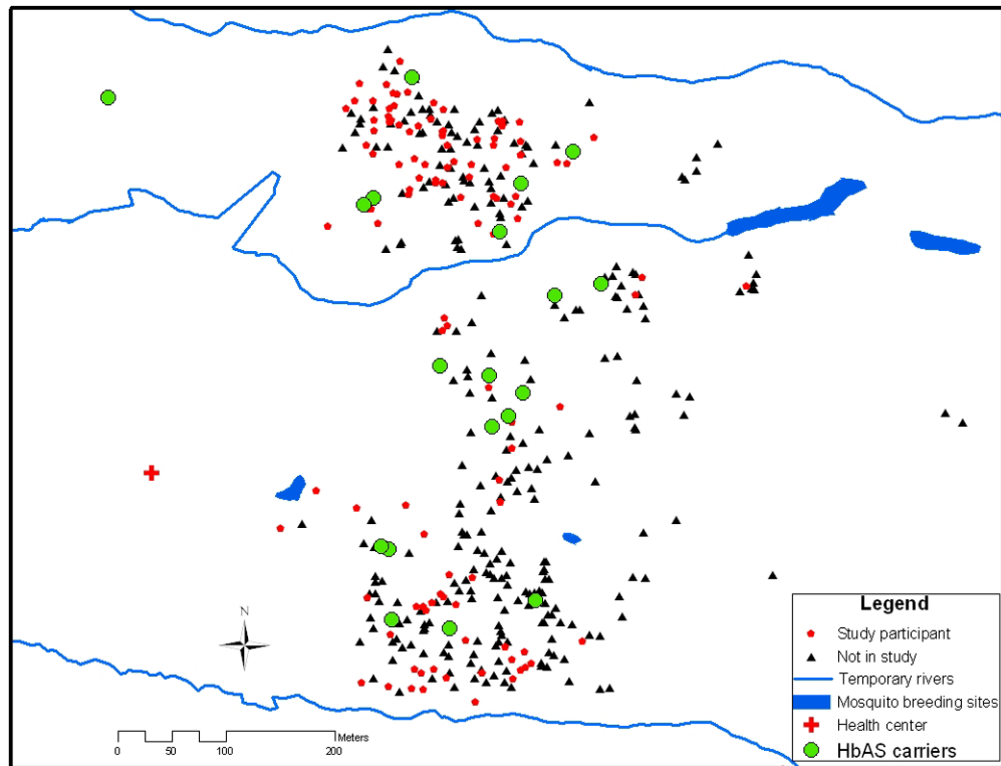 N
Legend
Study participant
Not in study
Temporary rivers
Mosquito breeding sites
Health center
HbAS carriers
Meters
0 50 100 200